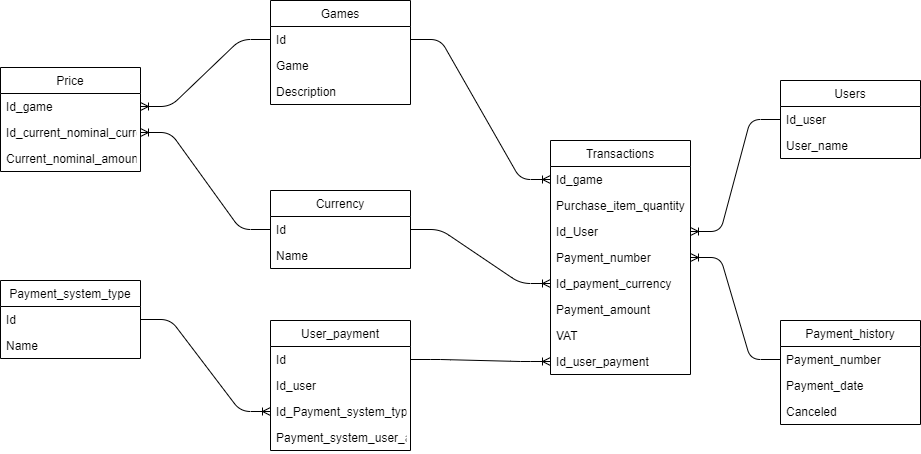 Games
Id
Game
Description
Price
Id_game
Id_current_nominal_curr
Current_nominal_amoun
Currency
Id
Name
Payment_system_type
Id
Name
User_payment
Id
Id_user
Id_Payment_system_typ
Payment_system_user_
Transactions
Id_game
Purchase_item_quantity
Id_User
Payment_number
Id_payment_currency
Payment_amount
VAT
Id_user_payment
Users
Id_user
User_name
Payment_history
Payment_number
Payment_date
Canceled